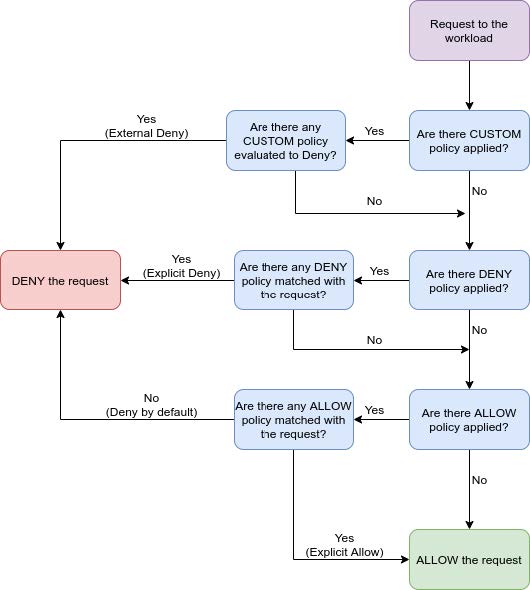 Request to the
workload
Yes
(External Deny)
Are there any
CUSTOM policy
evaluated to Deny?
Yes
Are there CUSTOM
policy applied?
No
No
DENY the request
Yes
(Explicit Deny)
Are there any DENY
policy matched with
the request?
Yes
Are there DENY
policy applied?
No
No
No
(Deny by default)
Are there any ALLOW
policy matched with
the request?
Yes
Are there ALLOW
policy applied?
No
Yes
(Explicit Allow)
ALLOW the request